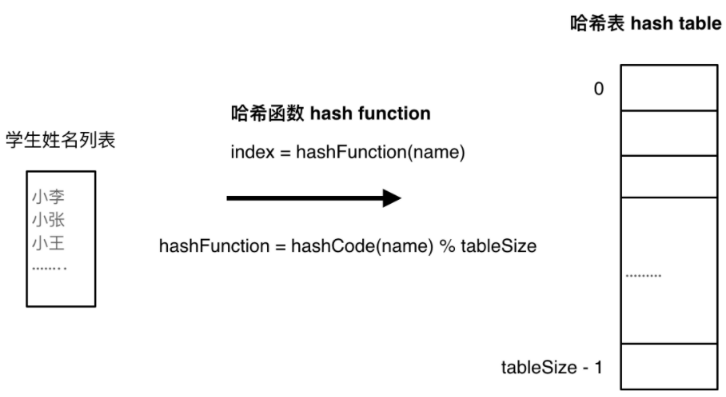 哈希表 hash table
0
哈希函数 hash function
学生姓名列表
index = hashFunction(name)
小李
小张
小王
........
hashFunction = hashCode(name) % tableSize
.........
tableSize - 1